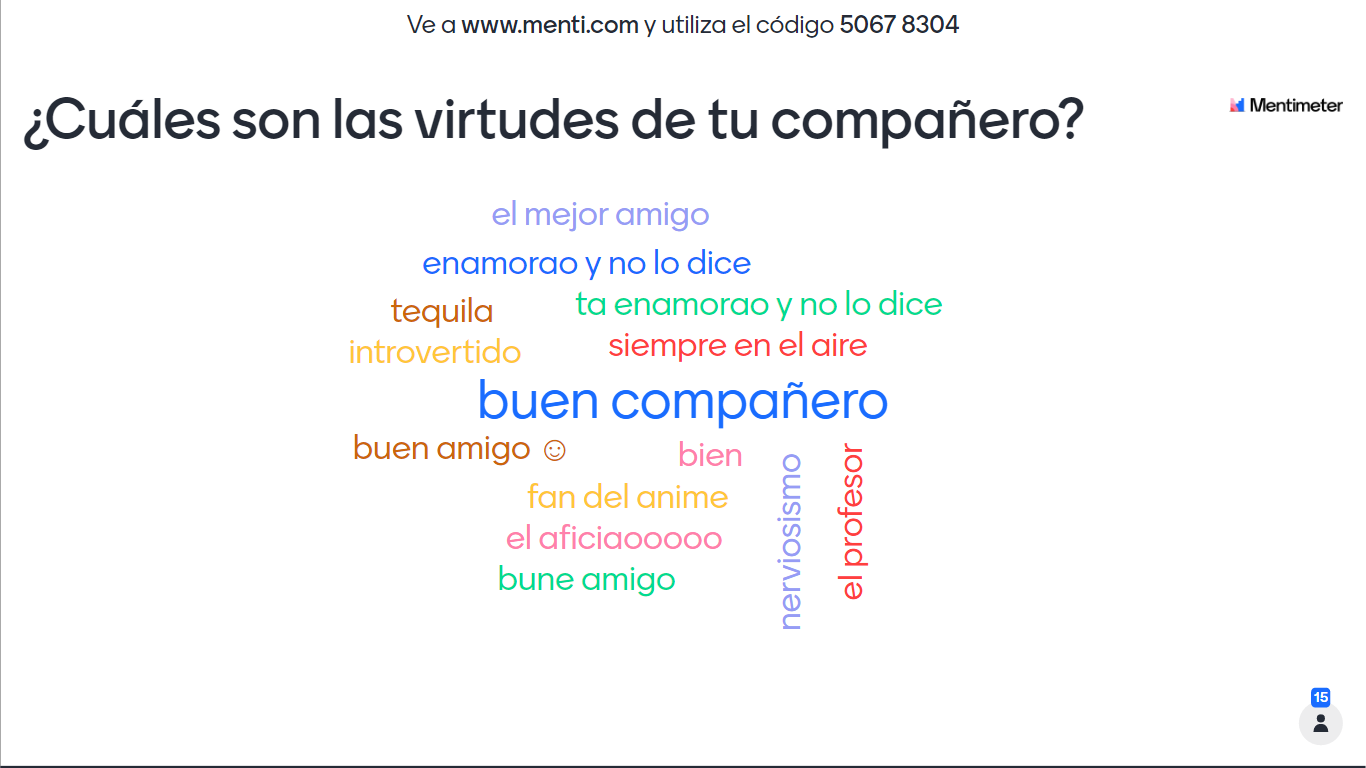 Ve a www.menti.com y utiliza el código 5067 8304
¿Cuáles son las virtudes de tu compañero?
Mentimeter
el mejor amigo
enamorao y no lo dice
ta enamorao y no lo dice
tequila
siempre en el aire
introvertido
buen compañero
buen amigo ☺
bien
nerviosismo
el profesor
fan del anime
el aficiaooooo
bune amigo
15